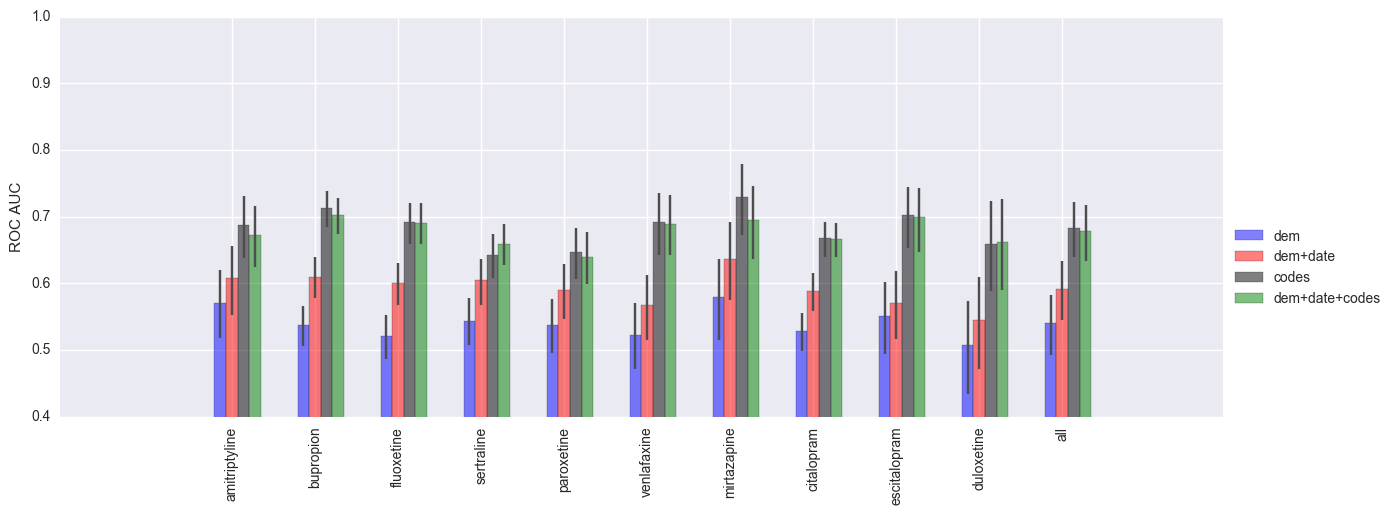 1.0
0.9
0.8
0.7
0.6
0.5
0.4
ROC AUC
amitriptyline
bupropion
fluoxetine
sertraline
paroxetine
venlafaxine
mirtazapine
citalopram
escitalopram
duloxetine
all
dem
dem+date
codes
dem+date+codes